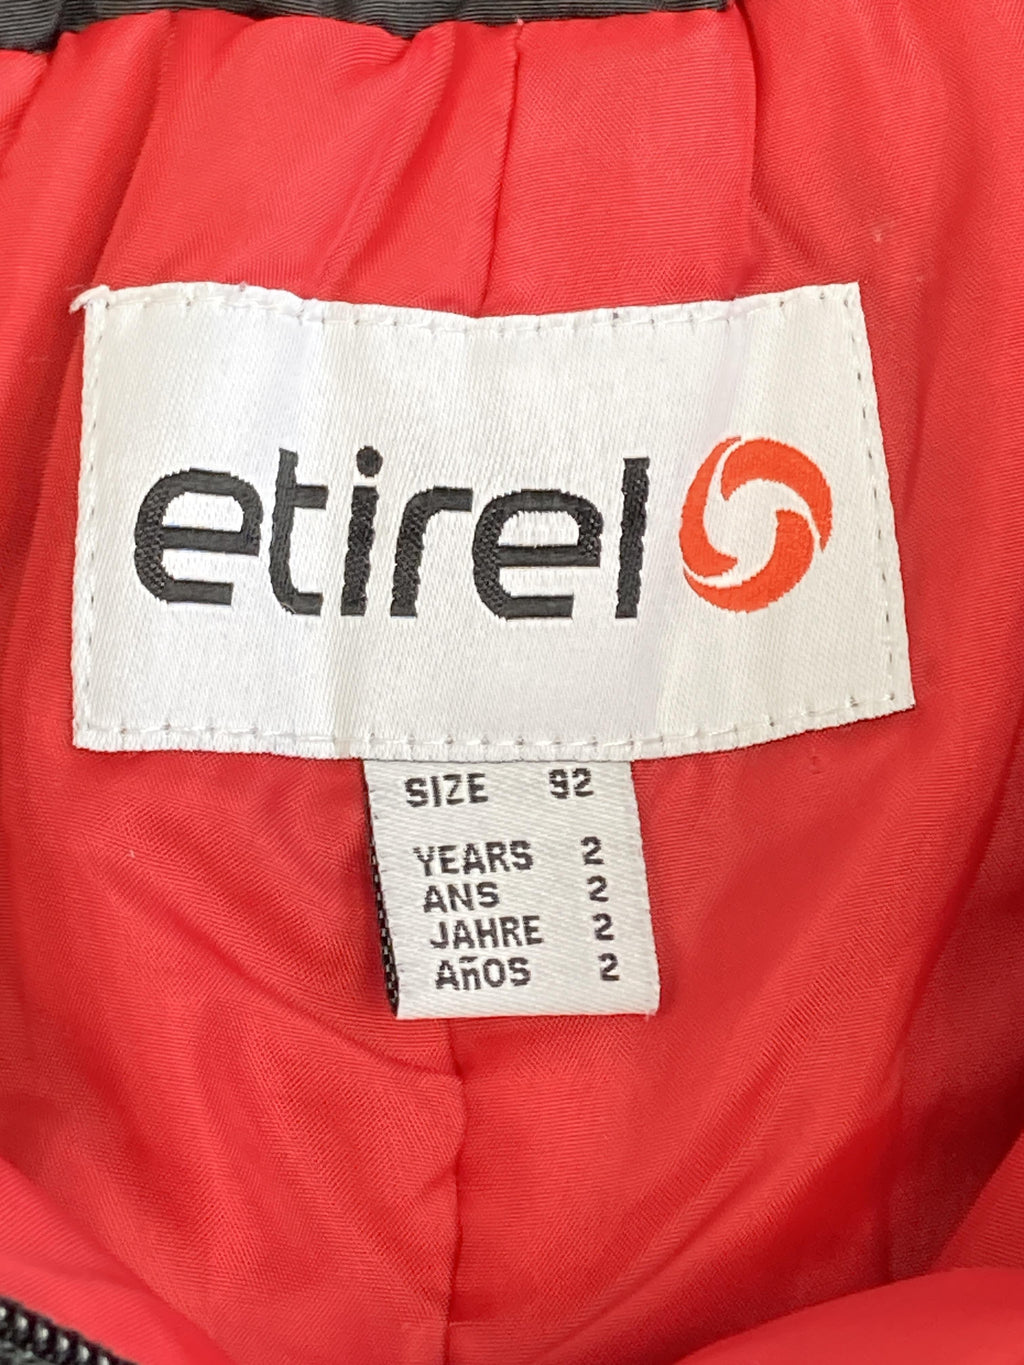 etirel
SIZE 92
YEARS 2
ANS 2
JAHRE 2
AñOS 2